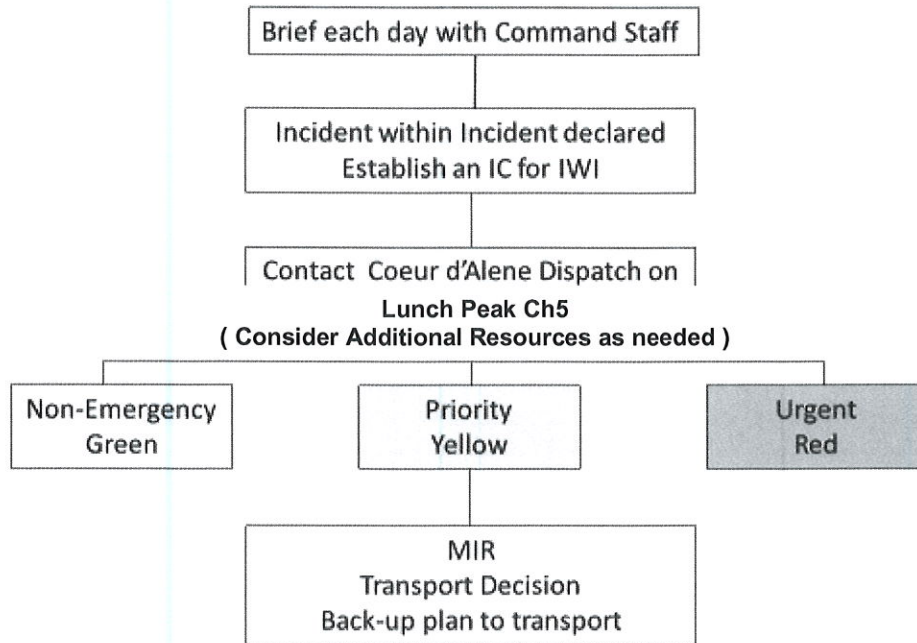 Brief each day with Command Staff
Incident within Incident declared
Establish an IC for IWI
Contact Coeur d'Alene Dispatch on
Lunch Peak Ch5
( Consider Additional Resources as needed )
Non-Emergency
Green
Priority
Yellow
Urgent
Red
MIR
Transport Decision
Back-up plan to transport